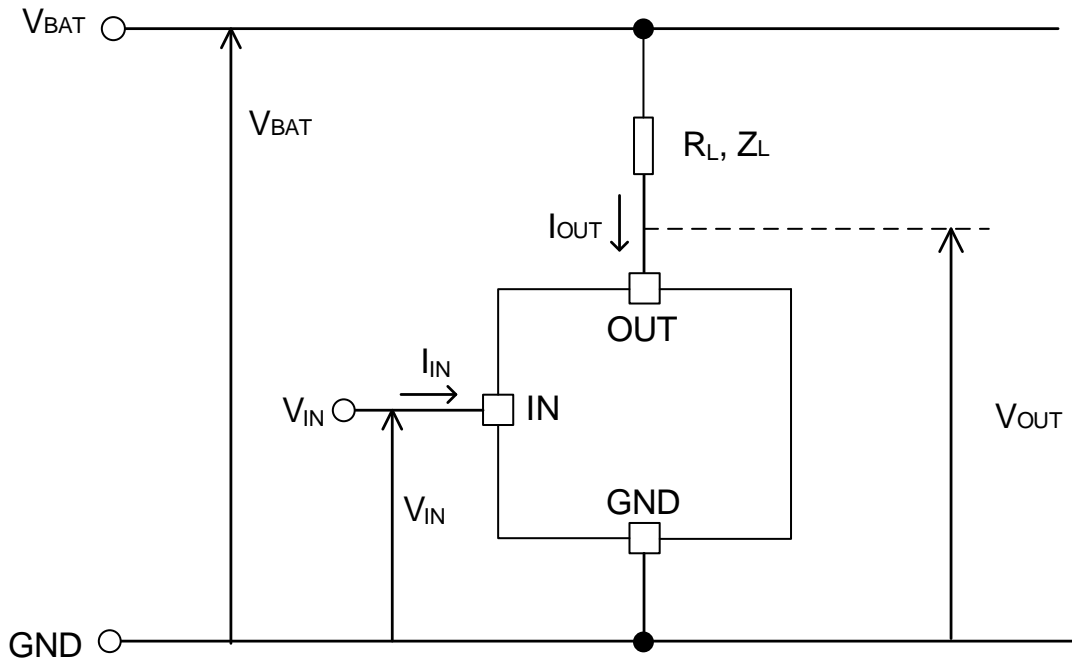 VBAT
VBAT
RL, ZL
IOUT
OUT
IIN
VIN
IN
VOUT
GND
VIN
GND